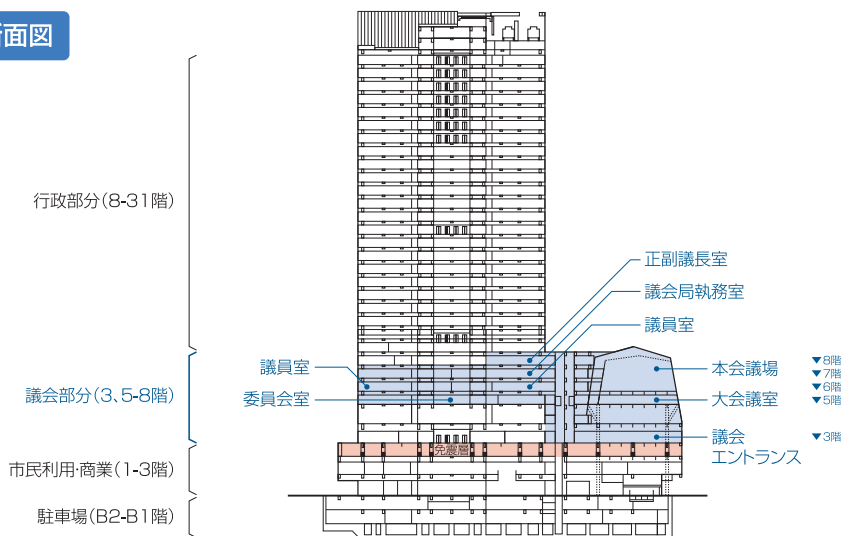 断面図
行政部分(8-31階)
議会部分(3、5-8階)
市民利用・商業(1-3階)
駐車場(B2-B1階)
議員室
委員会室
免震層
正副議長室
議会局執務室
議員室
本会議場
大会議室
議会
エントランス
▼8階
▼7階
▼6階
▼5階
▼3階